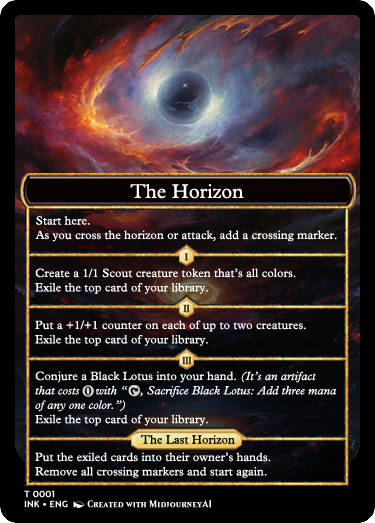 The Horizon
Start here.
As you cross the horizon or attack, add a crossing marker.
I
Create a 1/1 Scout creature token that's all colors.
Exile the top card of your library.
II
Put a +1/+1 counter on each of up to two creatures.
Exile the top card of your library.
III
Conjure a Black Lotus into your hand. (It's an artifact
that costs 0 with “, Sacrifice Black Lotus: Add three mana
of any one color.”)
Exile the top card of your library.
The Last Horizon
Put the exiled cards into their owner's hands.
Remove all crossing markers and start again.
T 0001
INK • ENG Created with MidjourneyAI